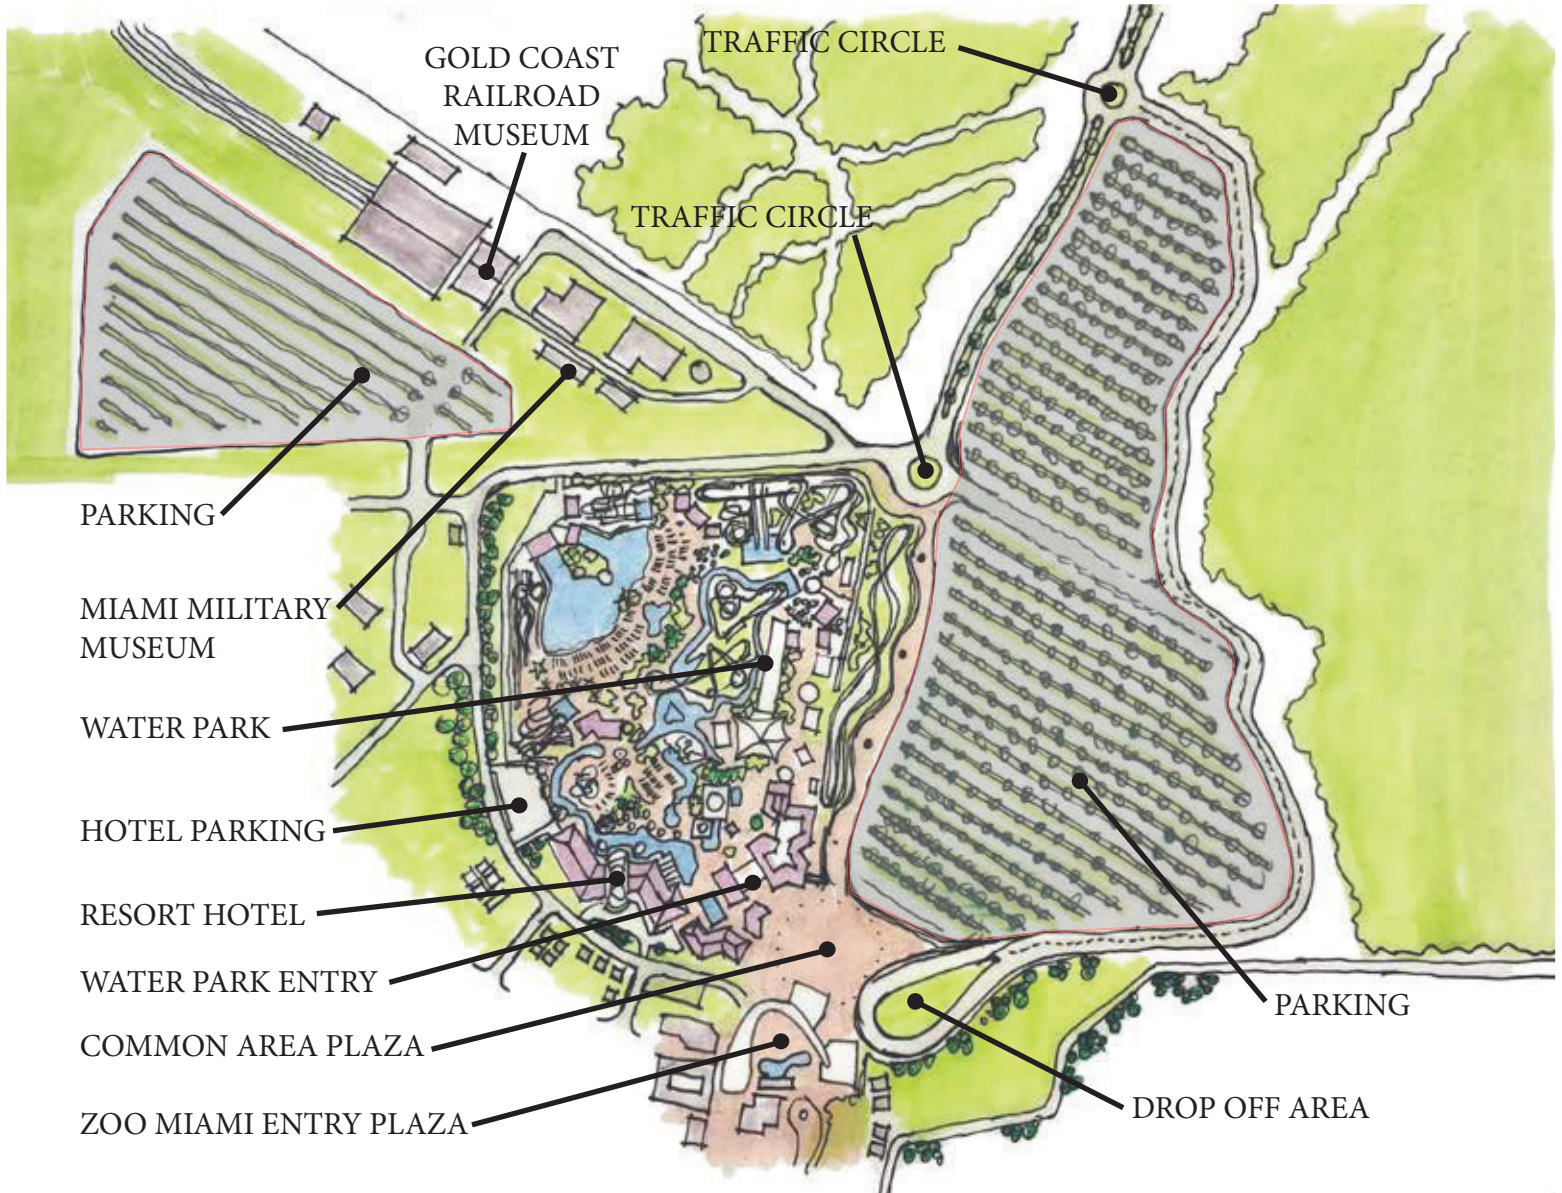 TRAFFIC CIRCLE
GOLD COAST
RAILROAD
MUSEUM
TRAFFIC CIRCLE
PARKING
MIAMI MILITARY
MUSEUM
WATER PARK
HOTEL PARKING
RESORT HOTEL
WATER PARK ENTRY
COMMON AREA PLAZA
ZOO MIAMI ENTRY PLAZA
PARKING
DROP OFF AREA